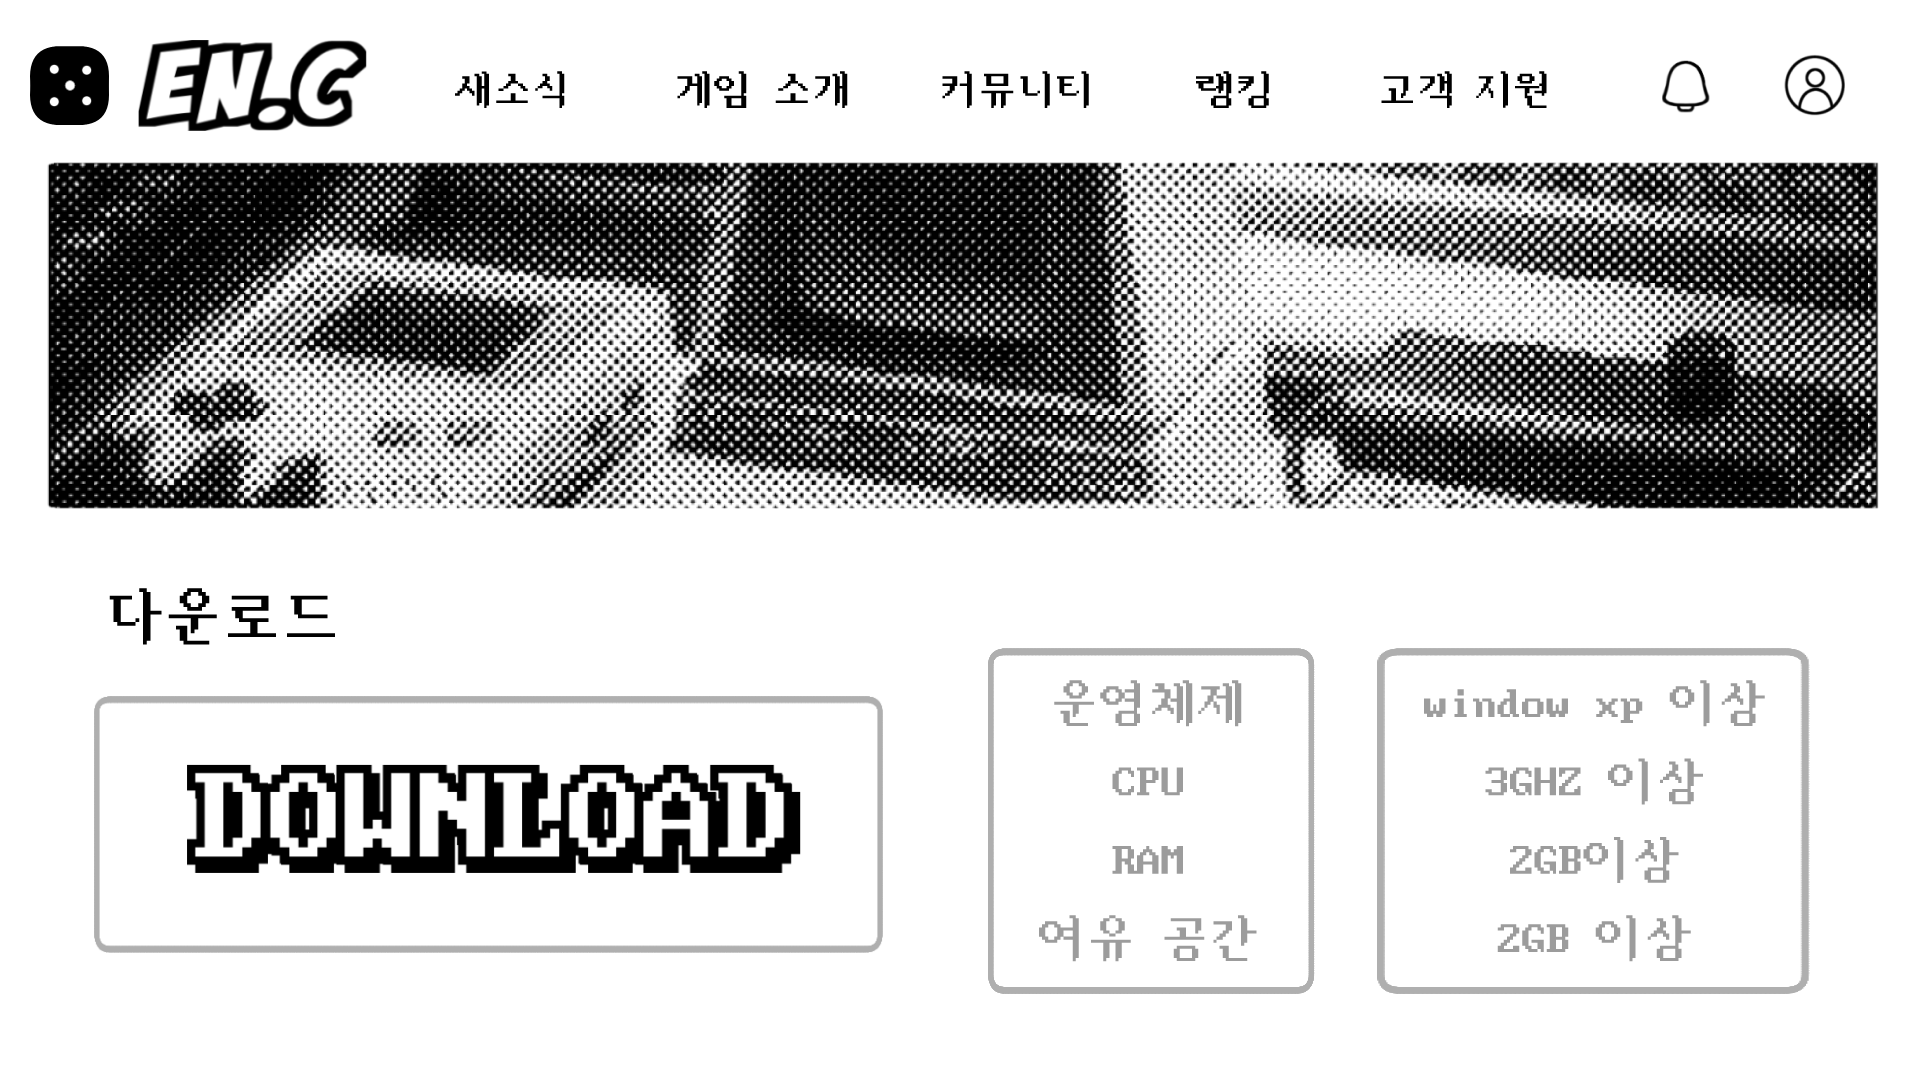 EN.C 새소식 게임 소개 커뮤니티 랭킹 고객 지원
다운로드
DOWNLOAD
운영체제 window xp 이상
CPU 3GHZ 이상
RAM 2GB이상
여유 공간 2GB 이상